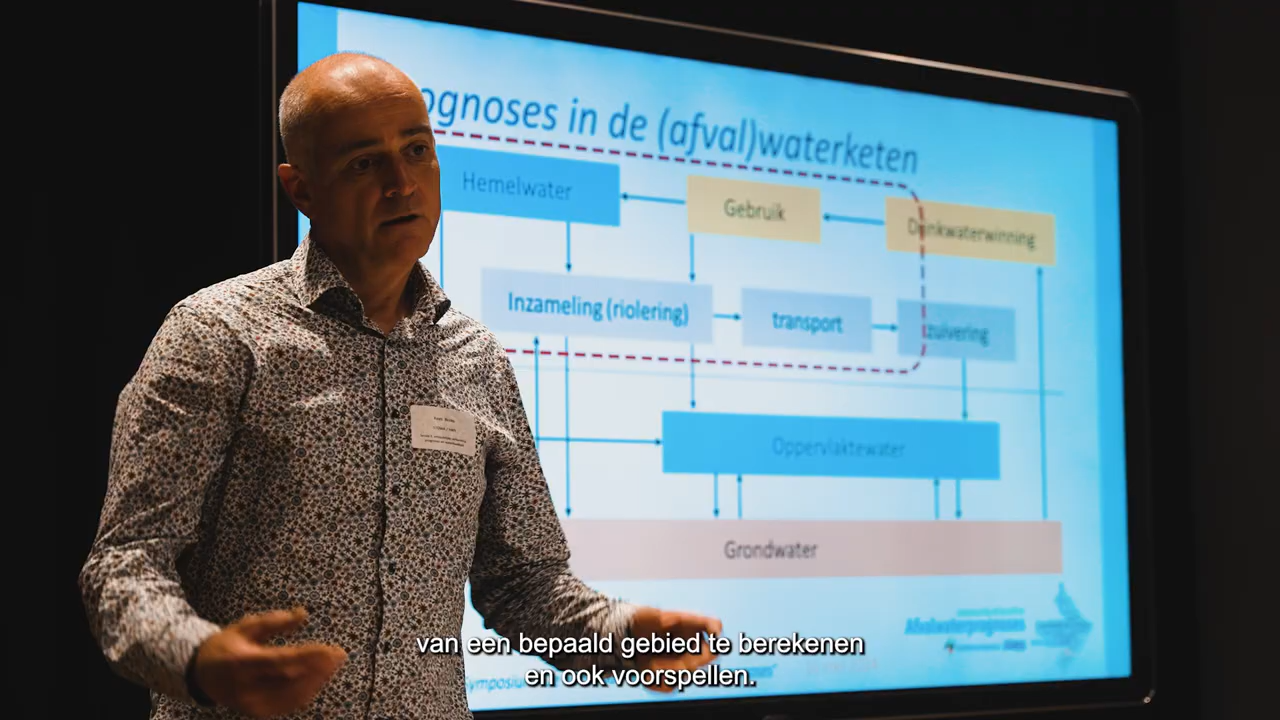 ognoses in de (afval)waterketen
Hemelwater
Gebruik
Drinkwaterwinning
Inzameling (riolering)
transport
zuivering
Oppervlaktewater
Grondwater
van een bepaald gebied te berekenen
en ook voorspellen.